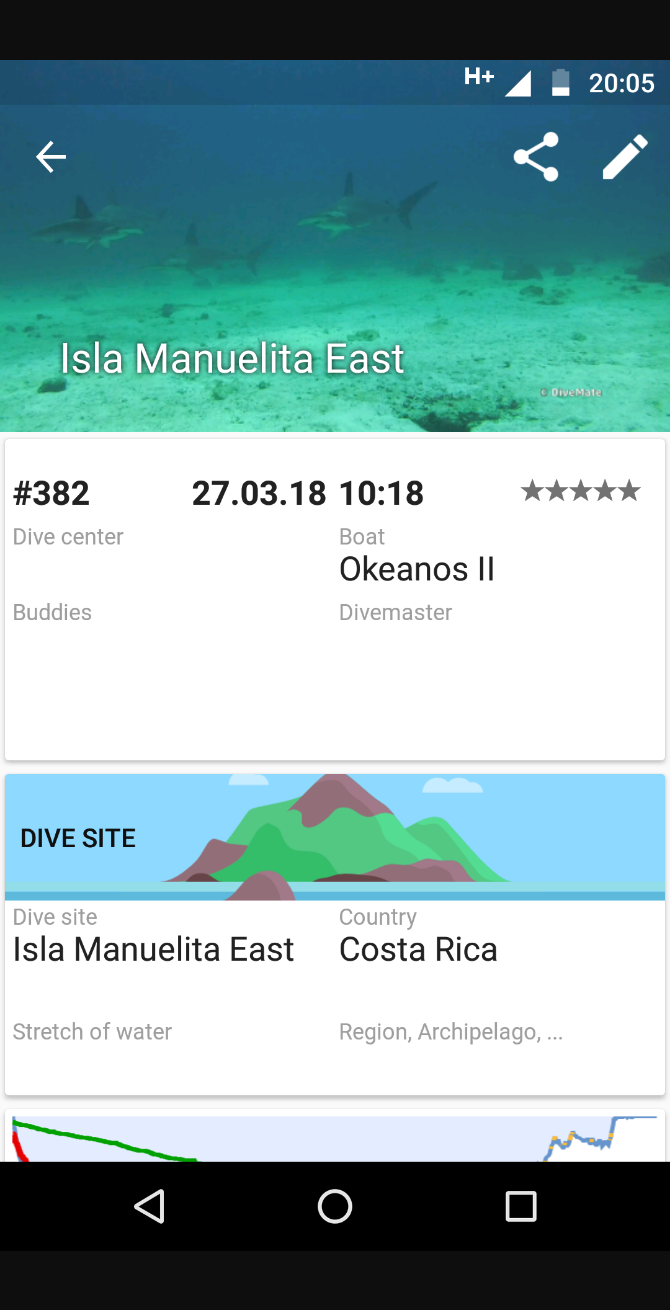 H+ 20:05
Isla Manuelita East
© DiveMate
#382 27.03.18 10:18 ★★★★★
Dive center Boat
Okeanos II
Buddies Divemaster
DIVE SITE
Dive site Country
Isla Manuelita East Costa Rica
Stretch of water Region, Archipelago, ...